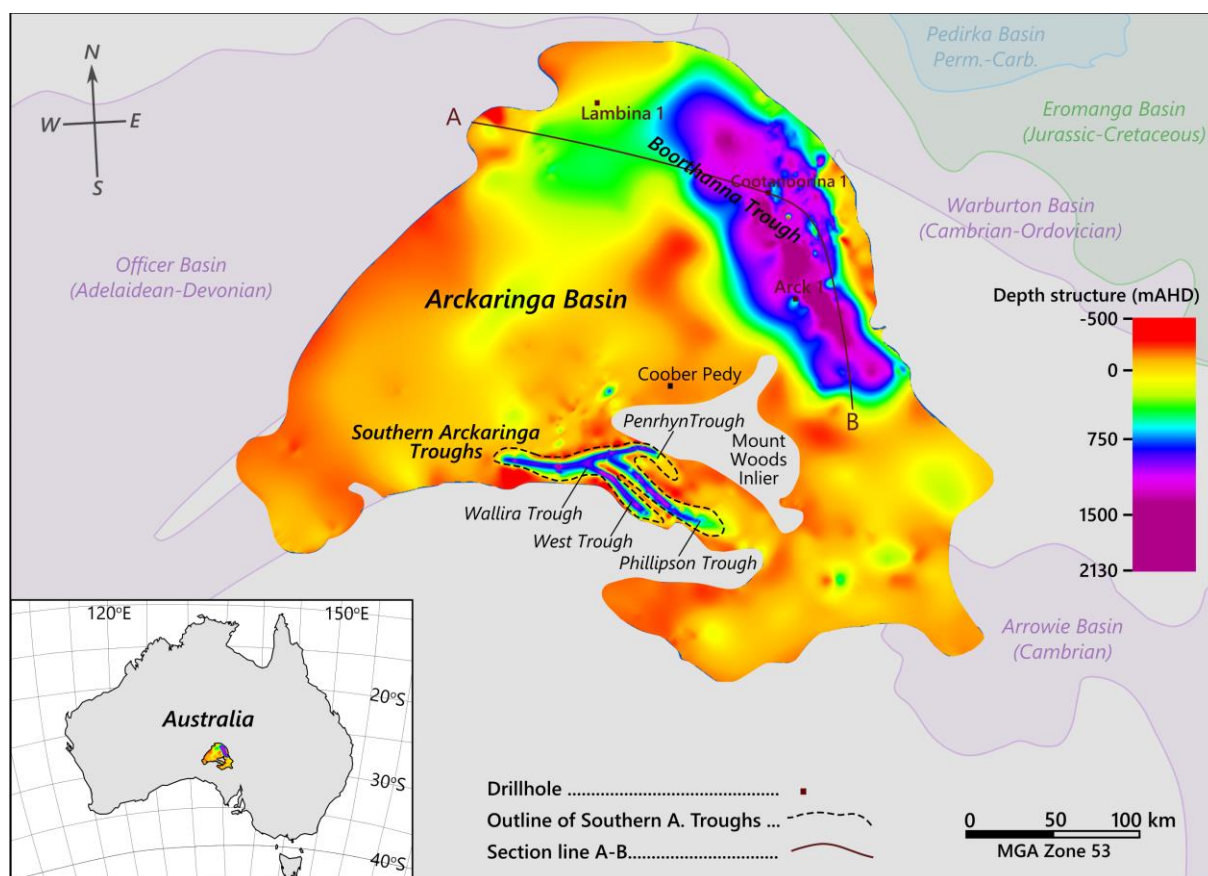 N
W
E
S
Pedirka Basin
Perm.-Carb.
Eromanga Basin
(Jurassic-Cretaceous)
A
Lambina 1
Boorthanna Trough
Cootanoorina 1
Warburton Basin
(Cambrian-Ordovician)
Officer Basin
(Adelaidean-Devonian)
Arckaringa Basin
Arck 1
Depth structure (mAHD)
-500
0
750
1500
2130
Coober Pedy
B
Southern Arckaringa
Troughs
PenrhynTrough
Mount
Woods
Inlier
Wallira Trough
West Trough
Phillipson Trough
Arrowie Basin
(Cambrian)
120°E
150°E
20°S
30°S
40°S
Australia
Drillhole ........................................
Outline of Southern A. Troughs ...
Section line A-B............................
0 50 100 km
MGA Zone 53